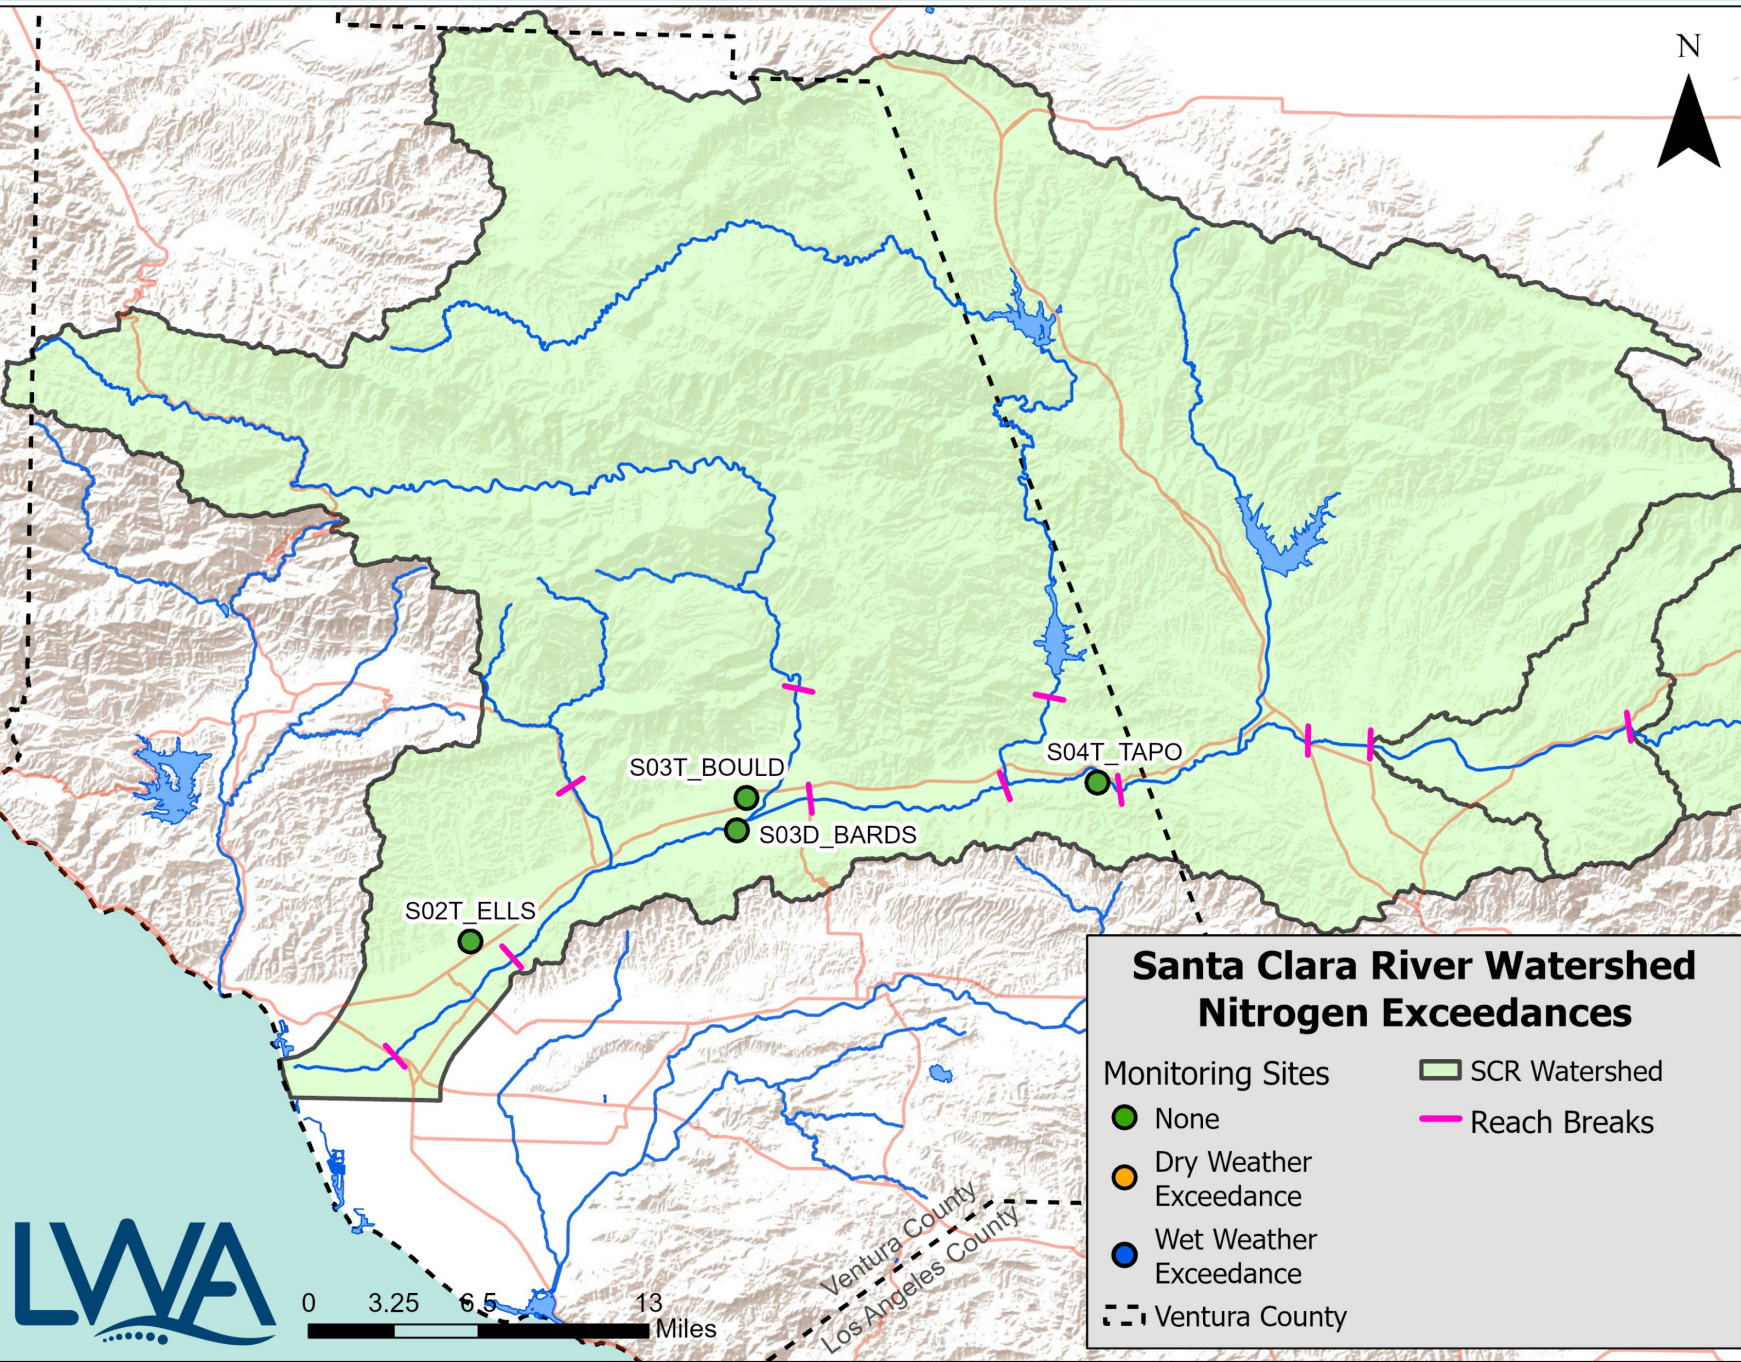 N
S03T_BOULD
S04T_TAPO
S03D_BARDS
S02T_ELLS
Santa Clara River Watershed
Nitrogen Exceedances
Monitoring Sites
None
Dry Weather
Exceedance
Wet Weather
Exceedance
Ventura County
SCR Watershed
Reach Breaks
Ventura County
Los Angeles County
LWA
0 3.25 6.5 13
Miles